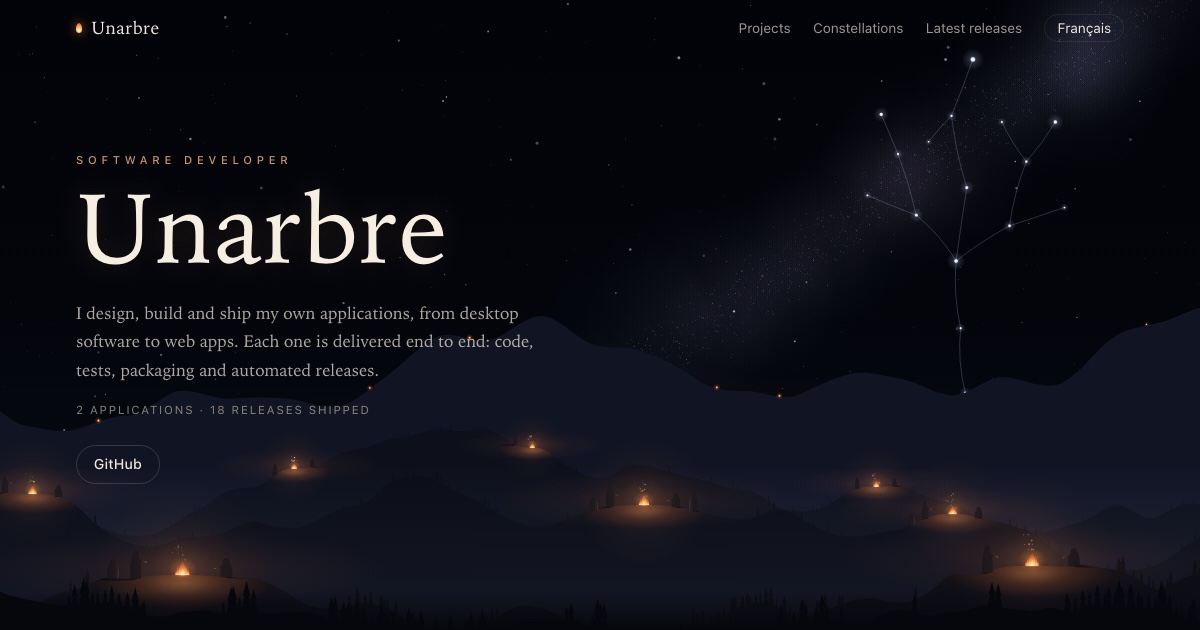 Unarbre
Projects
Constellations
Latest releases
Français
SOFTWARE DEVELOPER
Unarbre
I design, build and ship my own applications, from desktop
software to web apps. Each one is delivered end to end: code,
tests, packaging and automated releases.
2 APPLICATIONS · 18 RELEASES SHIPPED
GitHub